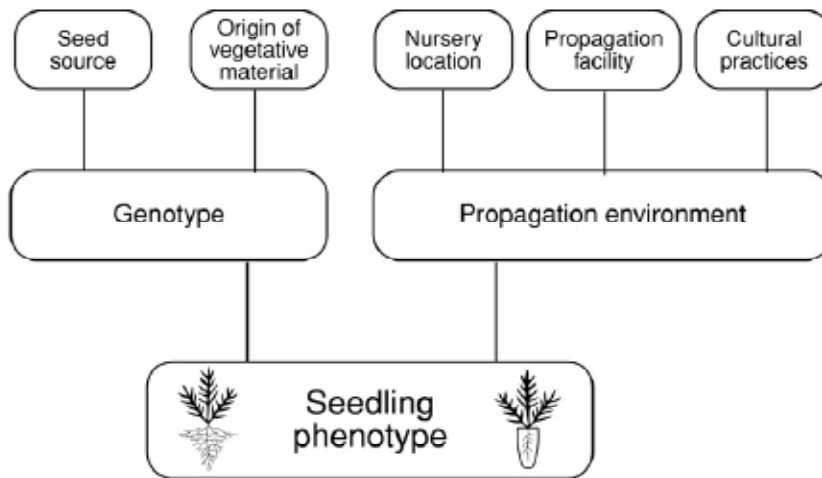 Seed
source
Origin of
vegetative
material
Nursery
location
Propagation
facility
Cultural
practices
Genotype
Propagation environment
Seedling
phenotype